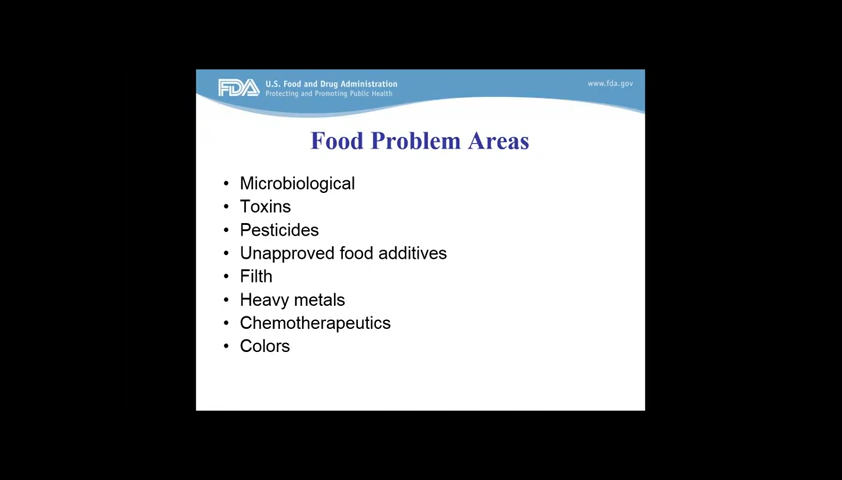 FDA U.S. Food and Drug Administration www.fda.gov
Protecting and Promoting Public Health
Food Problem Areas
• Microbiological
• Toxins
• Pesticides
• Unapproved food additives
• Filth
• Heavy metals
• Chemotherapeutics
• Colors